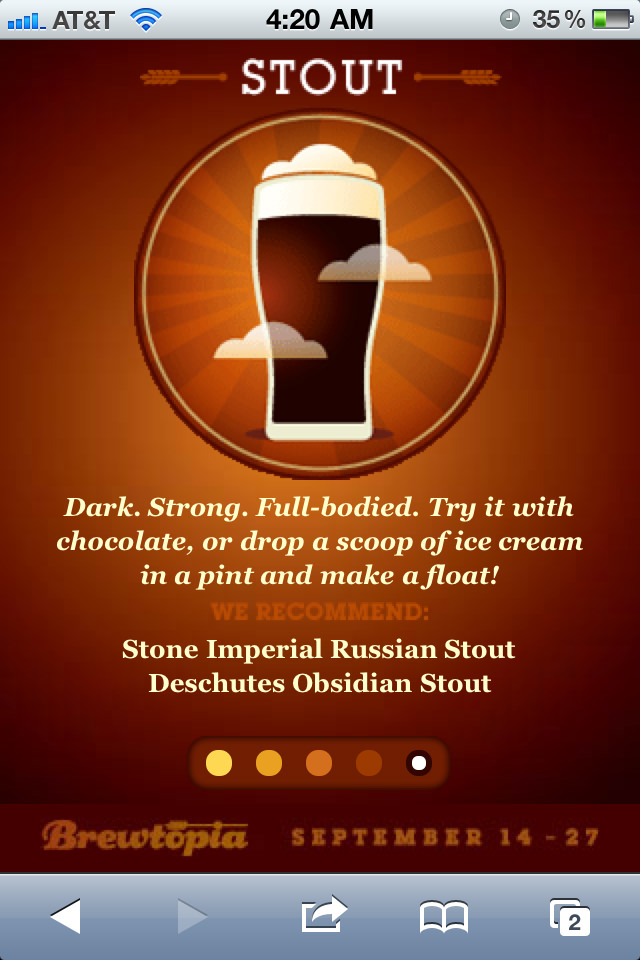 AT&T 4:20 AM 35%
STOUT
Dark. Strong. Full-bodied. Try it with
chocolate, or drop a scoop of ice cream
in a pint and make a float!
WE RECOMMEND:
Stone Imperial Russian Stout
Deschutes Obsidian Stout
Brewtopia SEPTEMBER 14 - 27
2